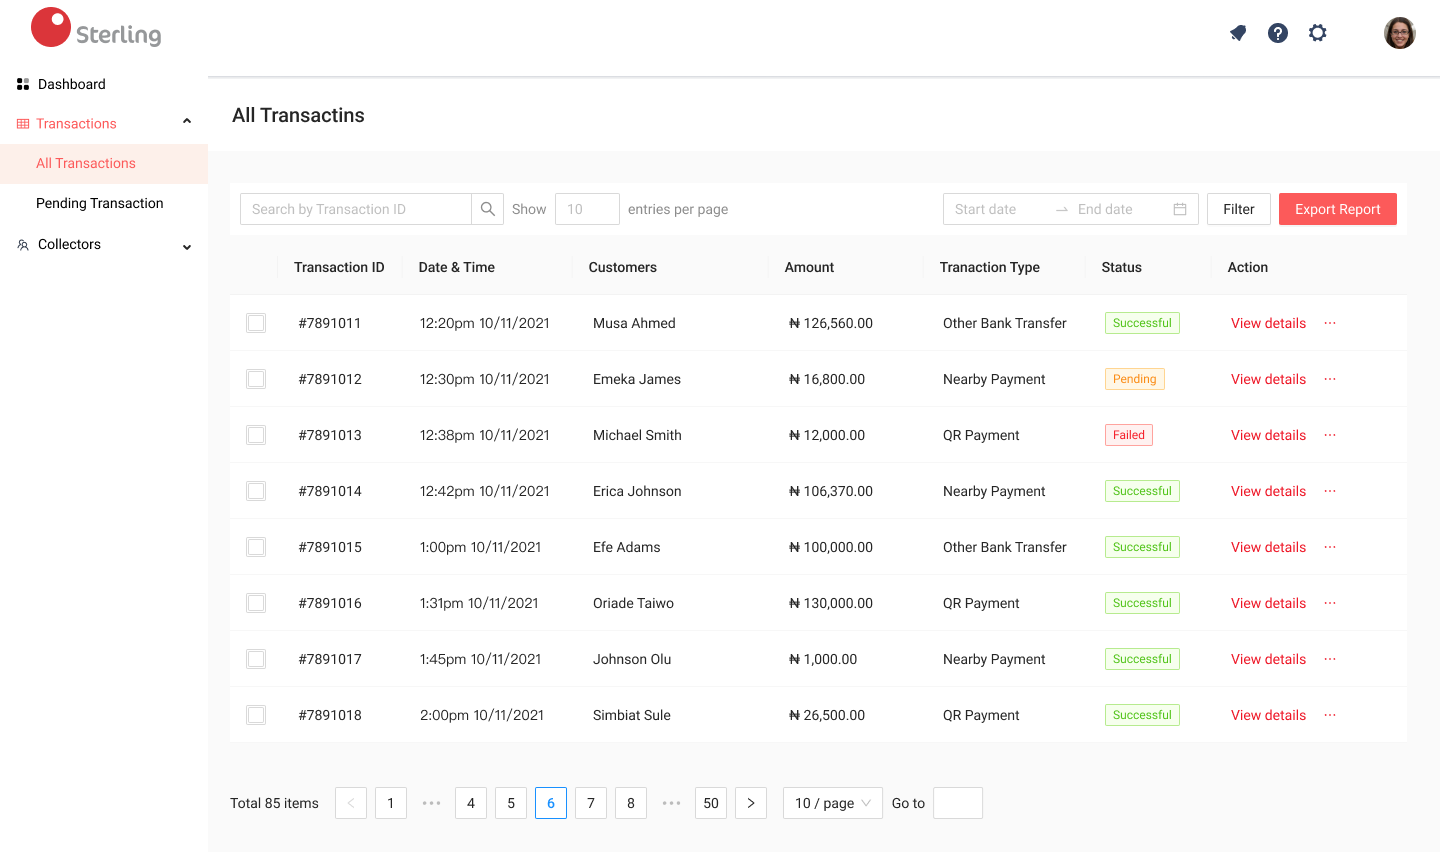 Sterling
Dashboard
Transactions
All Transactions
Pending Transaction
Collectors
All Transactins
Search by Transaction ID Show 10 entries per page Start date → End date Filter Export Report
Transaction ID Date & Time Customers Amount Tranaction Type Status Action
#7891011 12:20pm 10/11/2021 Musa Ahmed ₦ 126,560.00 Other Bank Transfer Successful View details ···
#7891012 12:30pm 10/11/2021 Emeka James ₦ 16,800.00 Nearby Payment Pending View details ···
#7891013 12:38pm 10/11/2021 Michael Smith ₦ 12,000.00 QR Payment Failed View details ···
#7891014 12:42pm 10/11/2021 Erica Johnson ₦ 106,370.00 Nearby Payment Successful View details ···
#7891015 1:00pm 10/11/2021 Efe Adams ₦ 100,000.00 Other Bank Transfer Successful View details ···
#7891016 1:31pm 10/11/2021 Oriade Taiwo ₦ 130,000.00 QR Payment Successful View details ···
#7891017 1:45pm 10/11/2021 Johnson Olu ₦ 1,000.00 Nearby Payment Successful View details ···
#7891018 2:00pm 10/11/2021 Simbiat Sule ₦ 26,500.00 QR Payment Successful View details ···
Total 85 items < 1 ··· 4 5 6 7 8 ··· 50 > 10 / page Go to